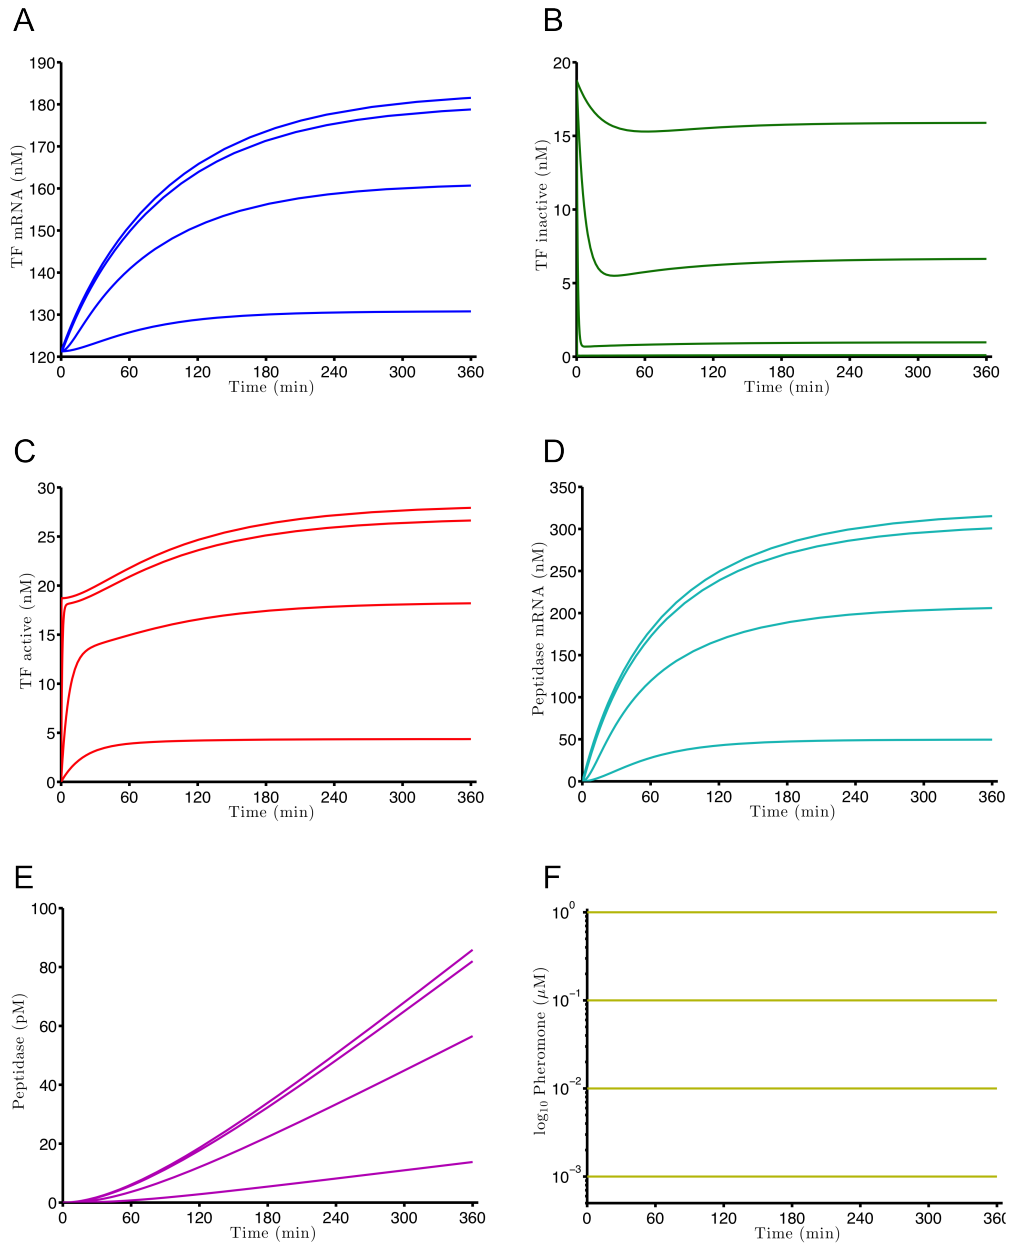 A
TF mRNA (nM)
190
180
170
160
150
140
130
120
0 60 120 180 240 300 360
Time (min)
B
TF inactive (nM)
20
15
10
5
0
0 60 120 180 240 300 360
Time (min)
C
TF active (nM)
30
25
20
15
10
5
0
0 60 120 180 240 300 360
Time (min)
D
Peptidase mRNA (nM)
350
300
250
200
150
100
50
0
0 60 120 180 240 300 360
Time (min)
E
Peptidase (pM)
100
80
60
40
20
0
0 60 120 180 240 300 360
Time (min)
F
log₁₀ Pheromone (μM)
10⁰
10⁻¹
10⁻²
10⁻³
0 60 120 180 240 300 360
Time (min)